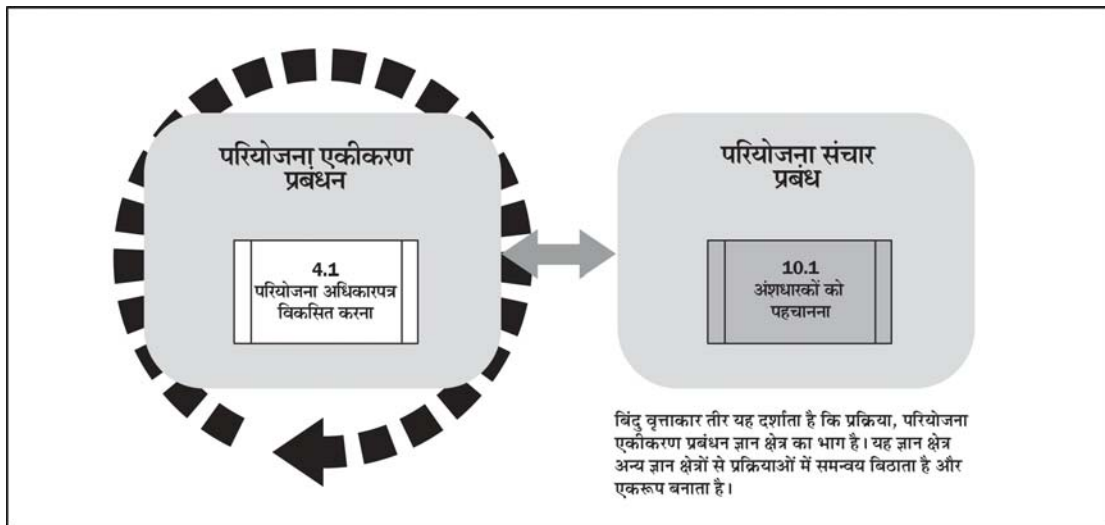 परियोजना एकीकरण
प्रबंधन
4.1
परियोजना अधिकारपत्र
विकसित करना
परियोजना संचार
प्रबंध
10.1
अंशधारकों को
पहचानना
बिंदु वृत्ताकार तीर यह दर्शाता है कि प्रक्रिया, परियोजना
एकीकरण प्रबंधन ज्ञान क्षेत्र का भाग है। यह ज्ञान क्षेत्र
अन्य ज्ञान क्षेत्रों से प्रक्रियाओं में समन्वय बिठाता है और
एकरूप बनाता है।